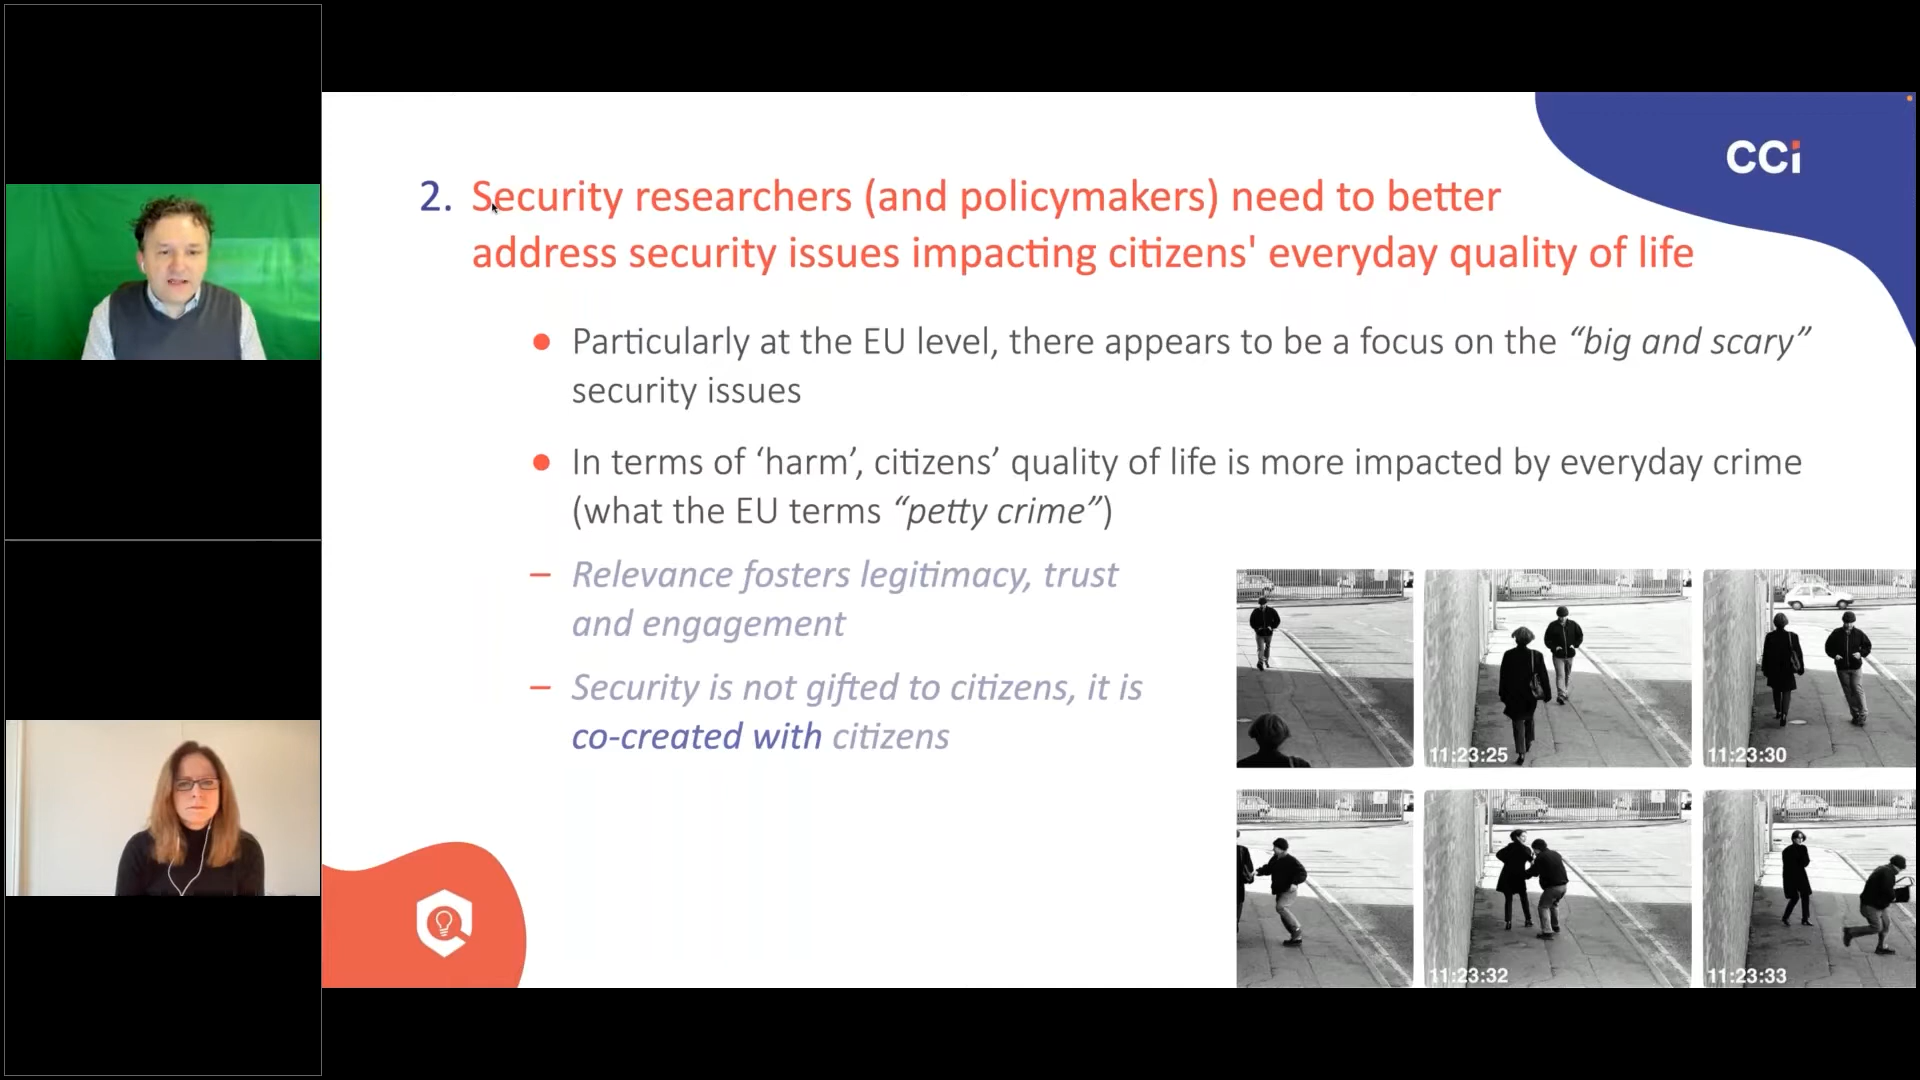 CCi
2. Security researchers (and policymakers) need to better
address security issues impacting citizens' everyday quality of life
● Particularly at the EU level, there appears to be a focus on the “big and scary”
security issues
● In terms of ‘harm’, citizens’ quality of life is more impacted by everyday crime
(what the EU terms “petty crime”)
– Relevance fosters legitimacy, trust
and engagement
– Security is not gifted to citizens, it is
co-created with citizens
11:23:25
11:23:30
11:23:32
11:23:33